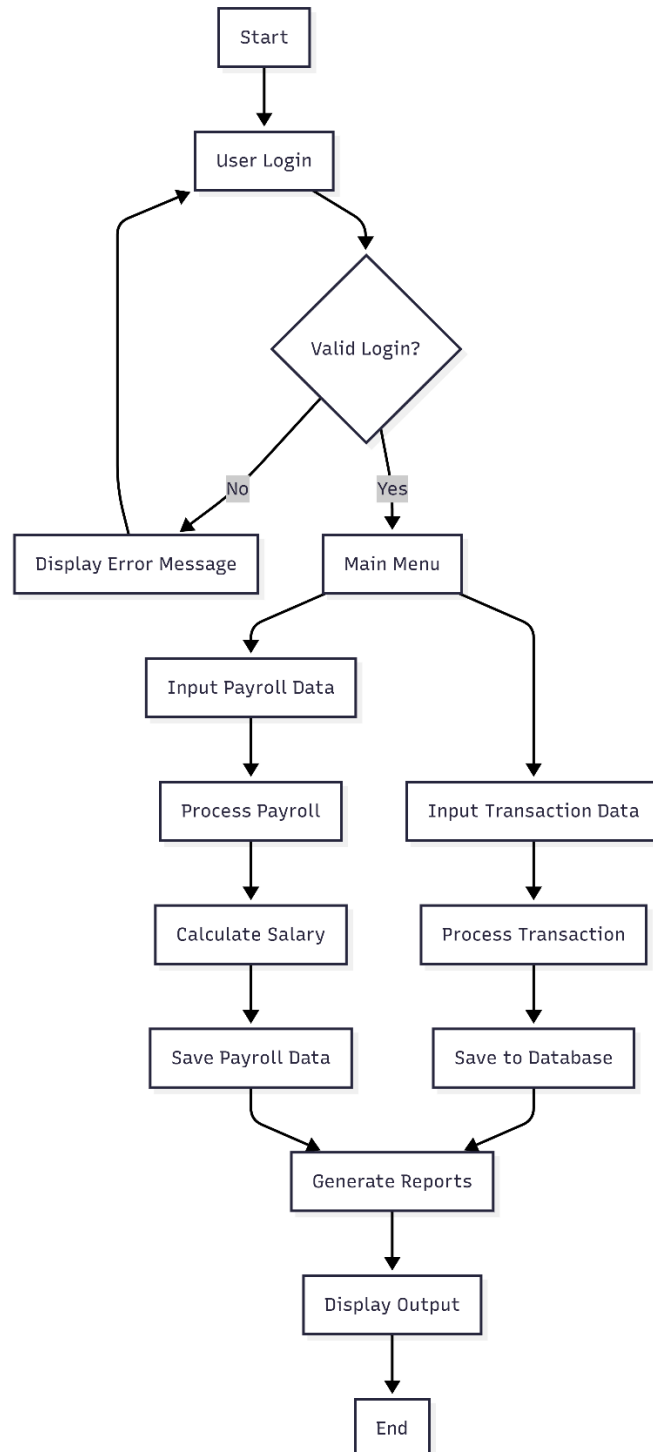 Start
User Login
Valid Login?
No
Yes
Display Error Message
Main Menu
Input Payroll Data
Process Payroll
Input Transaction Data
Calculate Salary
Process Transaction
Save Payroll Data
Save to Database
Generate Reports
Display Output
End